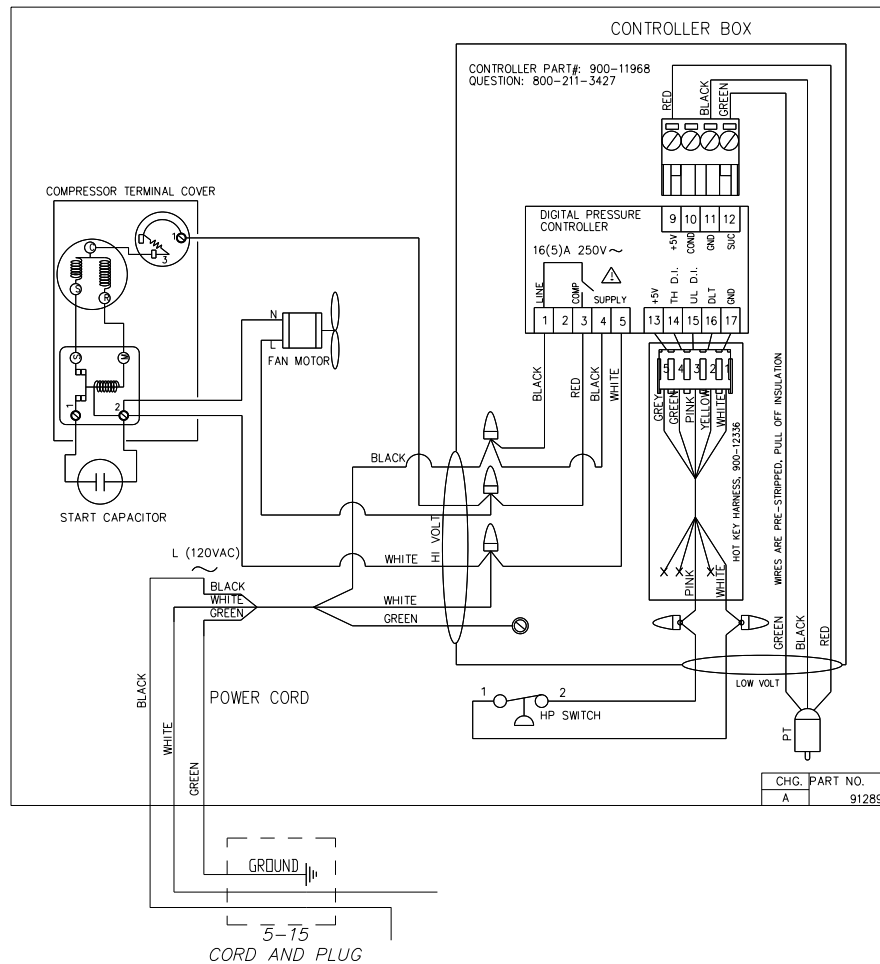 CONTROLLER BOX
CONTROLLER PART#: 900-11968
QUESTION: 800-211-3427
RED
BLACK
GREEN
COMPRESSOR TERMINAL COVER
DIGITAL PRESSURE
CONTROLLER
16(5)A 250V~
9 10 11 12
+5V
COND
GND
SUC
LINE
COMP
SUPPLY
1 2 3 4 5
+5V
TH D.I.
UL D.I.
DLT
GND
13 14 15 16 17
1
3
C
S
R
S
M
1
2
START CAPACITOR
N
L
FAN MOTOR
BLACK
RED
BLACK
WHITE
5 4 3 2 1
GREY
GREEN
PINK
YELLOW
WHITE
HOT KEY HARNESS, 900-12336
WIRES ARE PRE-STRIPPED, PULL OFF INSULATION
BLACK
HI VOLT
WHITE
L (120VAC)
~
BLACK
WHITE
GREEN
WHITE
GREEN
PINK
WHITE
GREEN
BLACK
RED
LOW VOLT
1
2
HP SWITCH
PT
BLACK
WHITE
GREEN
POWER CORD
CHG. PART NO.
A 91289
GROUND
5-15
CORD AND PLUG